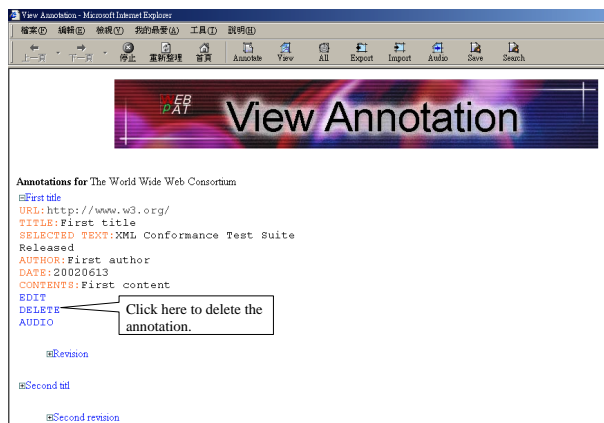 View Annotation - Microsoft Internet Explorer
檔案(F) 編輯(E) 檢視(V) 我的最愛(A) 工具(T) 說明(H)
上一頁 下一頁 停止 重新整理 首頁 Annotate View All Export Import Audio Save Search
WEB
PAT
View Annotation
Annotations for The World Wide Web Consortium
First title
URL:http://www.w3.org/
TITLE:First title
SELECTED TEXT:XML Conformance Test Suite
Released
AUTHOR:First author
DATE:20020613
CONTENTS:First content
EDIT
DELETE
AUDIO
Click here to delete the
annotation.
Revision
Second titl
Second revision